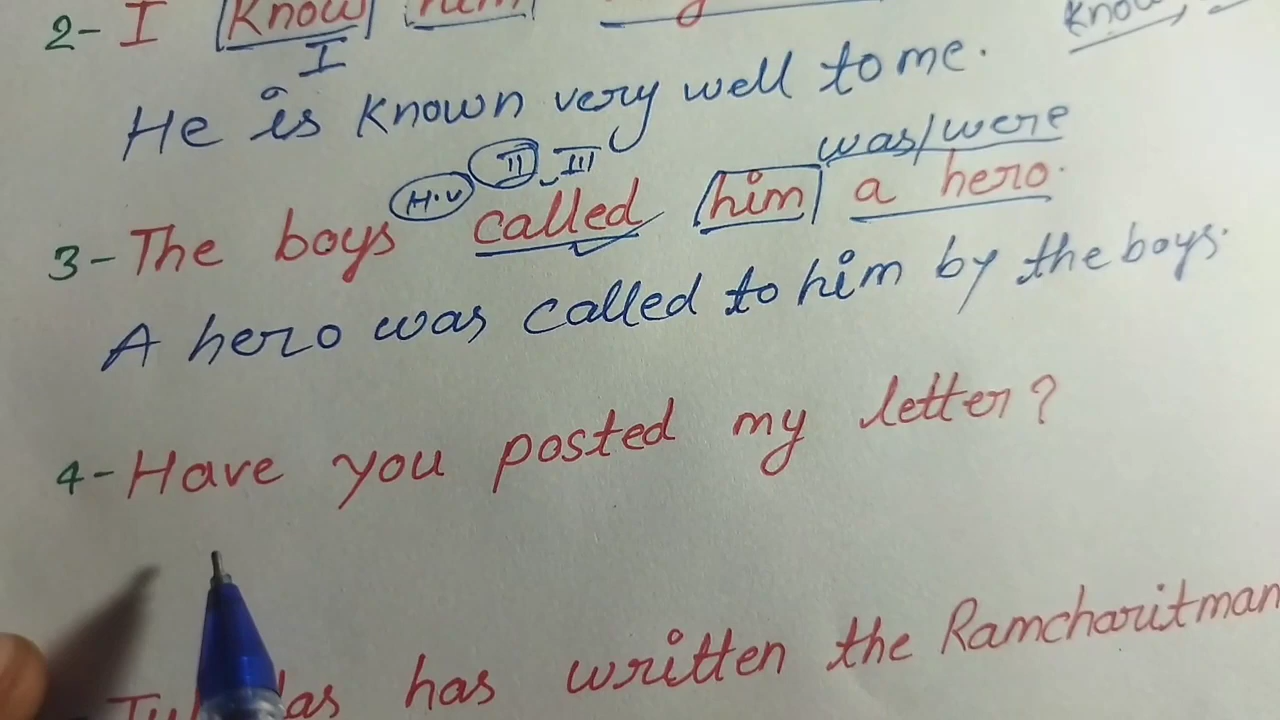 2- I Know him
I
He is known very well to me.
was/were
H.V II, III
3- The boys called him a hero.
A hero was called to him by the boys.
4- Have you posted my letter?
has written the